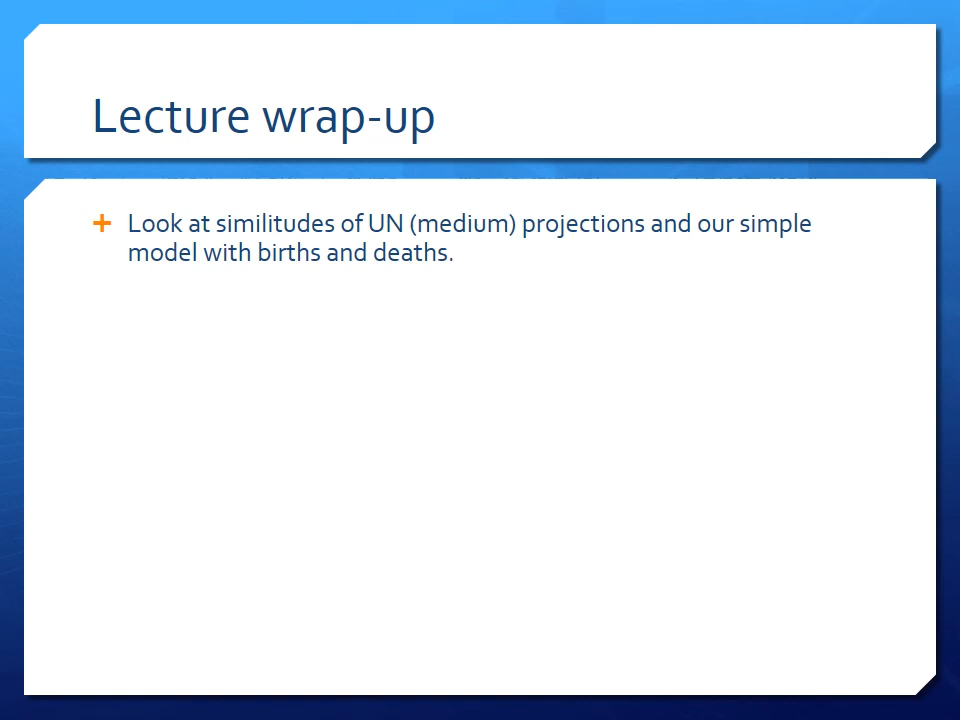 Lecture wrap-up
Look at similitudes of UN (medium) projections and our simple
model with births and deaths.